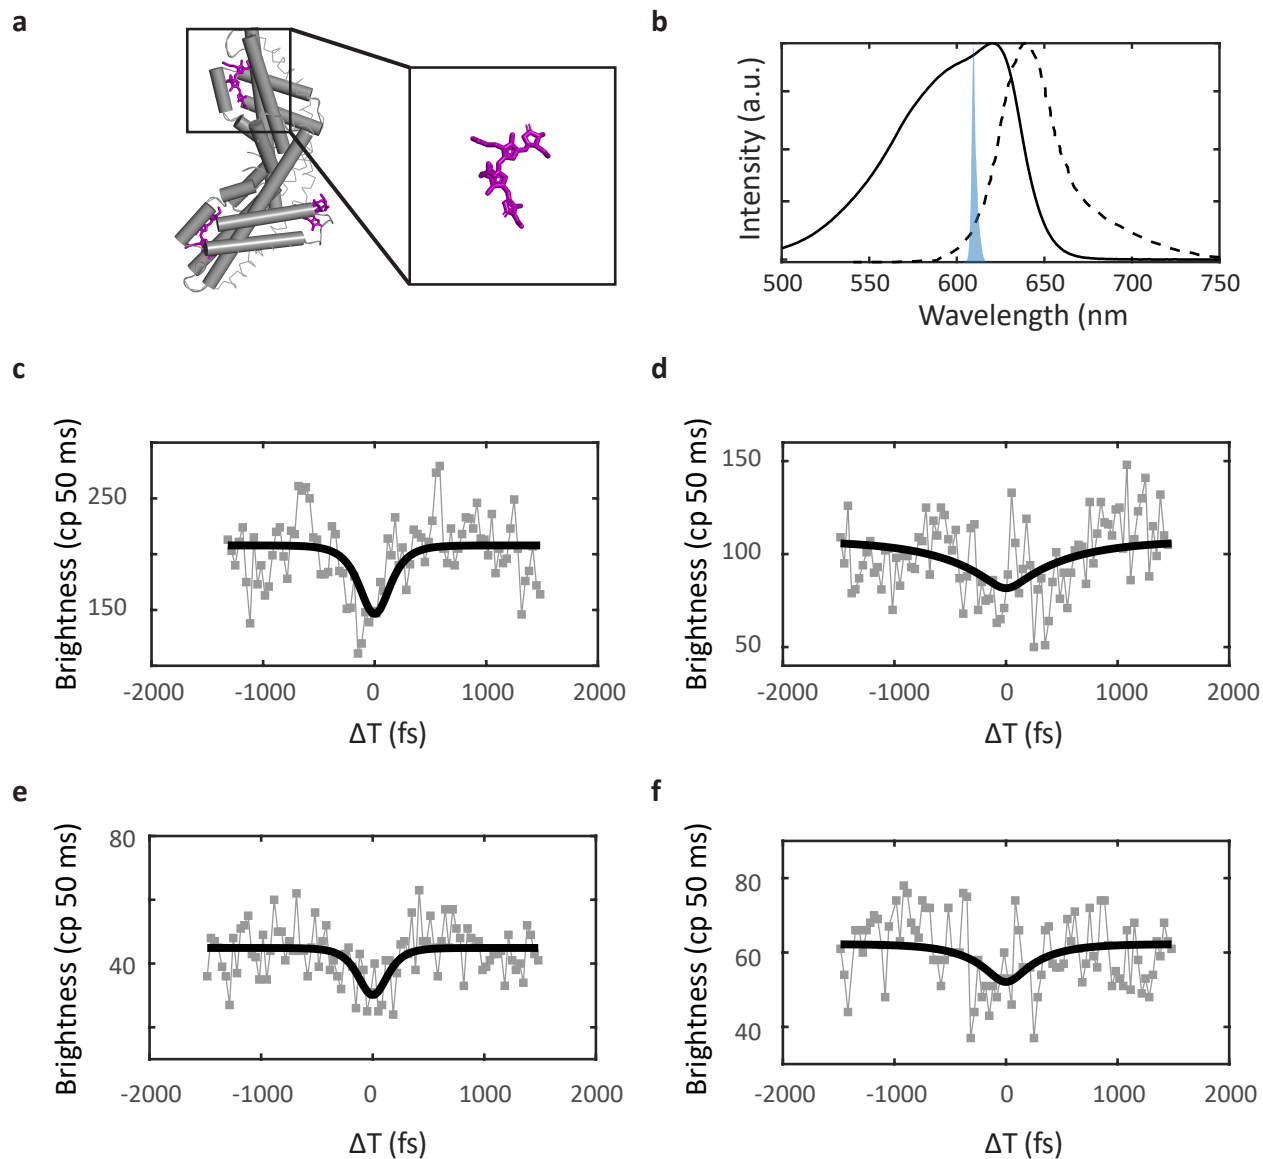 a
b
Intensity (a.u.)
500 550 600 650 700 750
Wavelength (nm
c
d
Brightness (cp 50 ms)
250
150
-2000 -1000 0 1000 2000
ΔT (fs)
Brightness (cp 50 ms)
150
100
50
-2000 -1000 0 1000 2000
ΔT (fs)
e
f
Brightness (cp 50 ms)
80
40
-2000 -1000 0 1000 2000
ΔT (fs)
Brightness (cp 50 ms)
80
60
40
-2000 -1000 0 1000 2000
ΔT (fs)